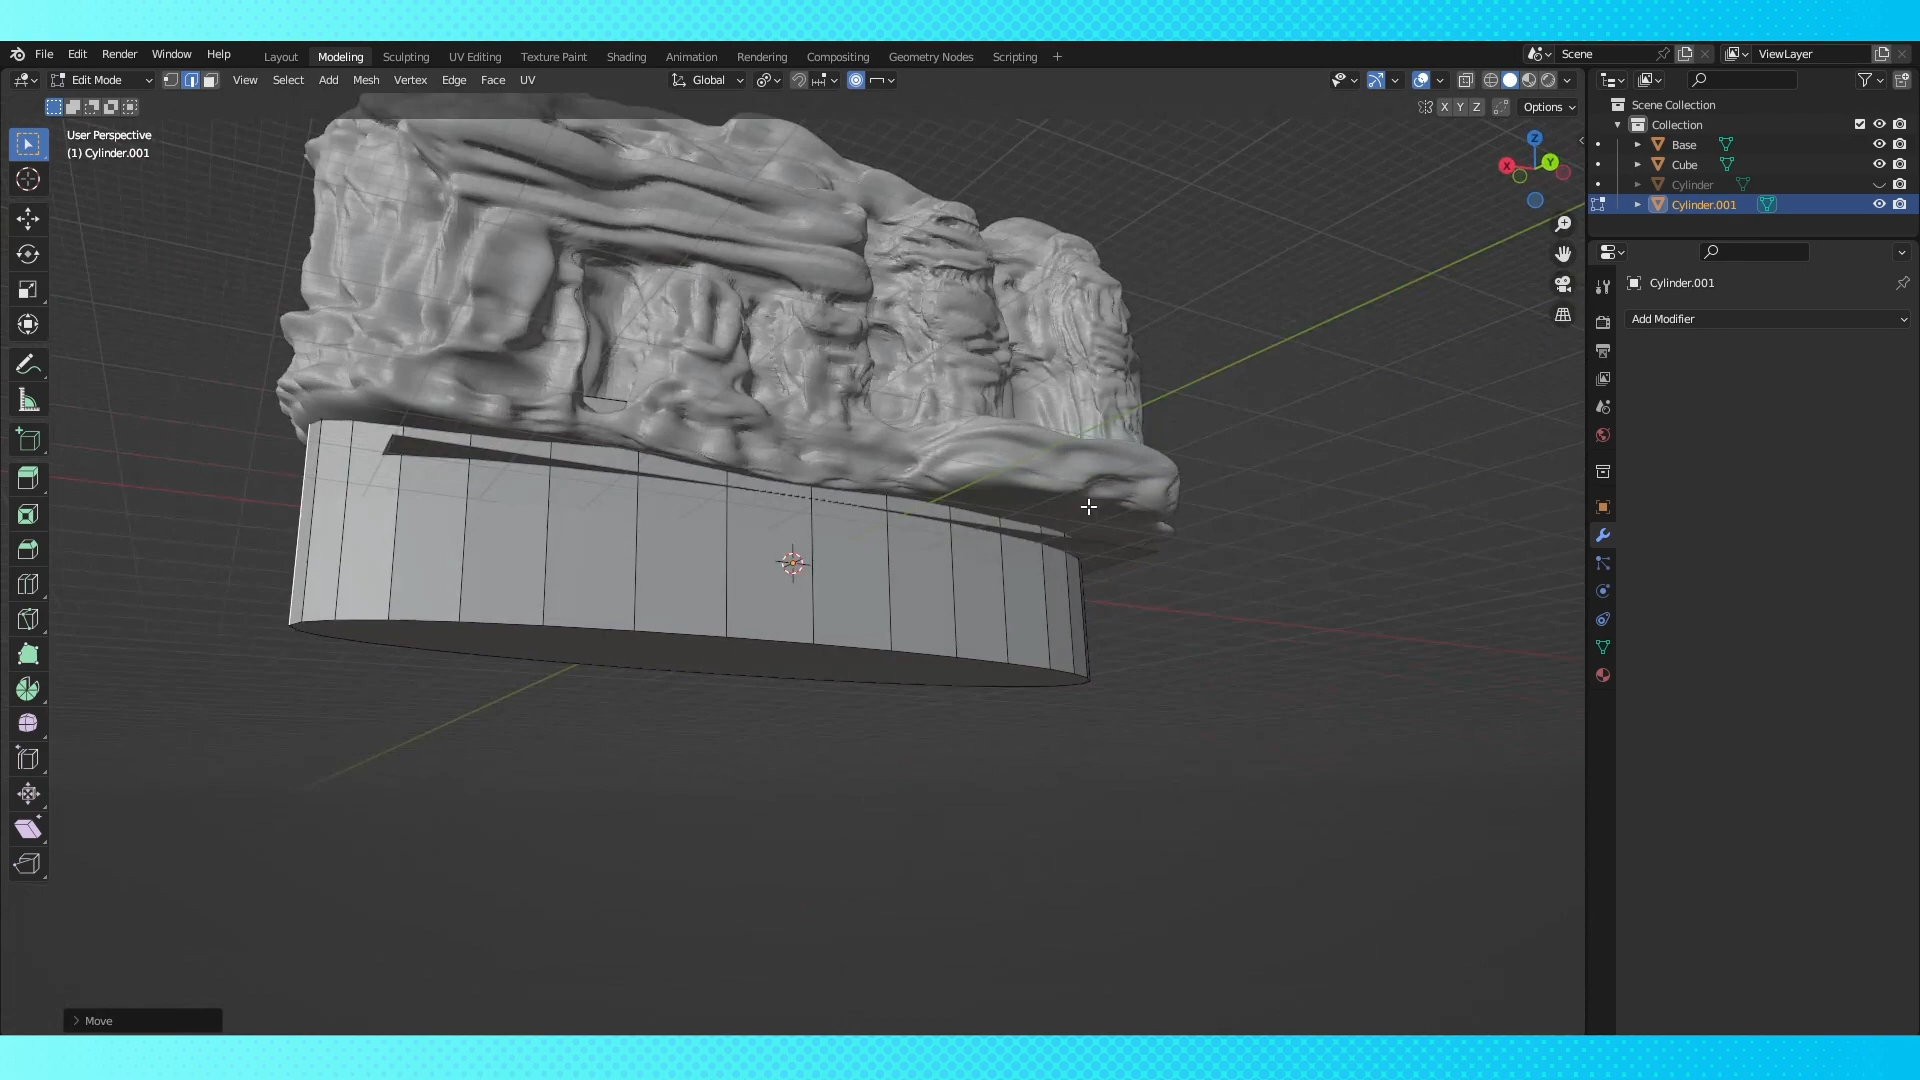 File Edit Render Window Help Layout Modeling Sculpting UV Editing Texture Paint Shading Animation Rendering Compositing Geometry Nodes Scripting + Scene ViewLayer
Edit Mode View Select Add Mesh Vertex Edge Face UV Global
X Y Z Options
User Perspective
(1) Cylinder.001
Z
X Y
Scene Collection
Collection
Base
Cube
Cylinder
Cylinder.001
Cylinder.001
Add Modifier
Move